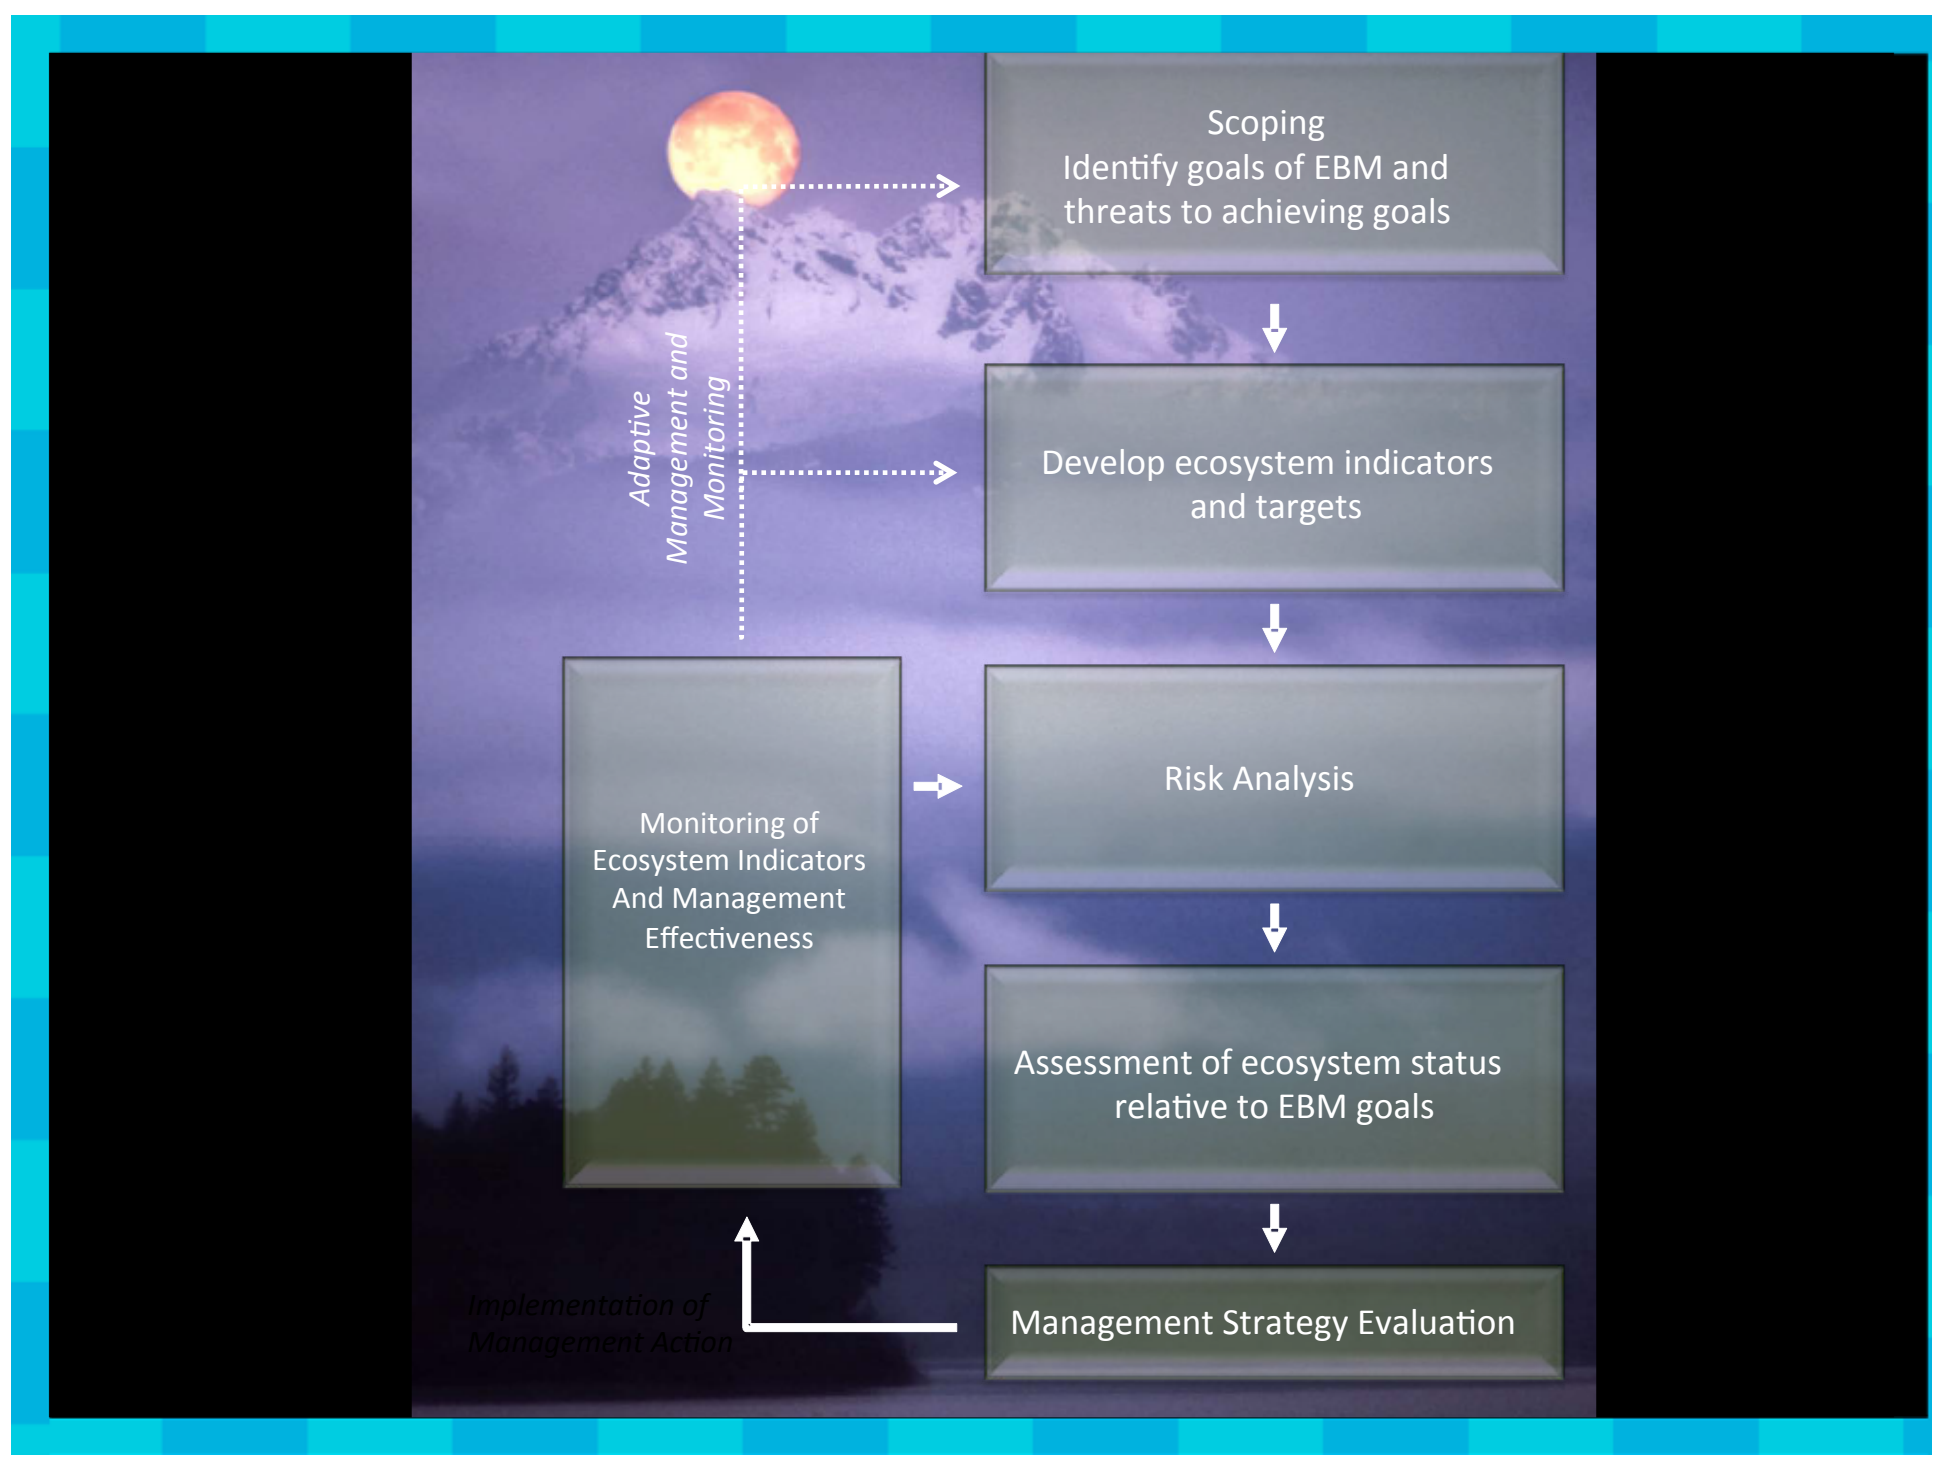 Scoping
Identify goals of EBM and
threats to achieving goals
Adaptive
Management and
Monitoring
Develop ecosystem indicators
and targets
Risk Analysis
Monitoring of
Ecosystem Indicators
And Management
Effectiveness
Assessment of ecosystem status
relative to EBM goals
Implementation of
Management Action
Management Strategy Evaluation